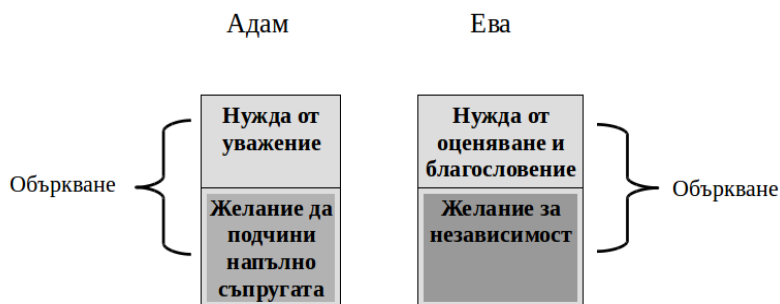 Адам
Ева
Нужда от
уважение
Нужда от
оценяване и
благословение
Объркване
Объркване
Желание да
подчини
напълно
съпругата
Желание за
независимост